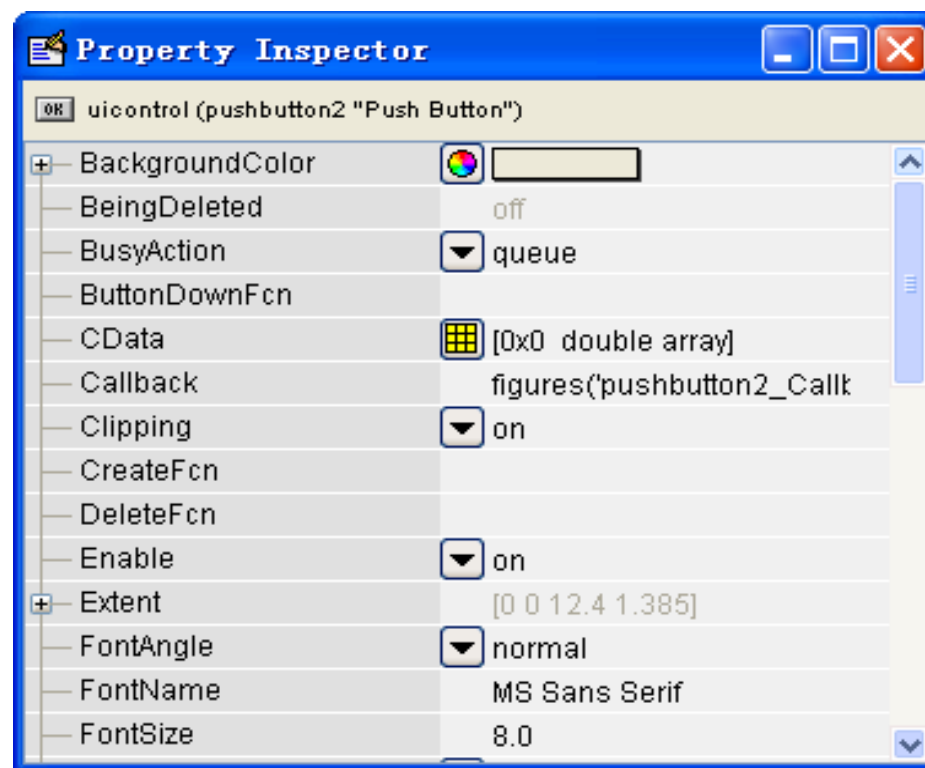 Property Inspector
OK uicontrol (pushbutton2 "Push Button")
BackgroundColor
BeingDeleted off
BusyAction queue
ButtonDownFcn
CData [0x0 double array]
Callback figures('pushbutton2_Callb
Clipping on
CreateFcn
DeleteFcn
Enable on
Extent [0 0 12.4 1.385]
FontAngle normal
FontName MS Sans Serif
FontSize 8.0